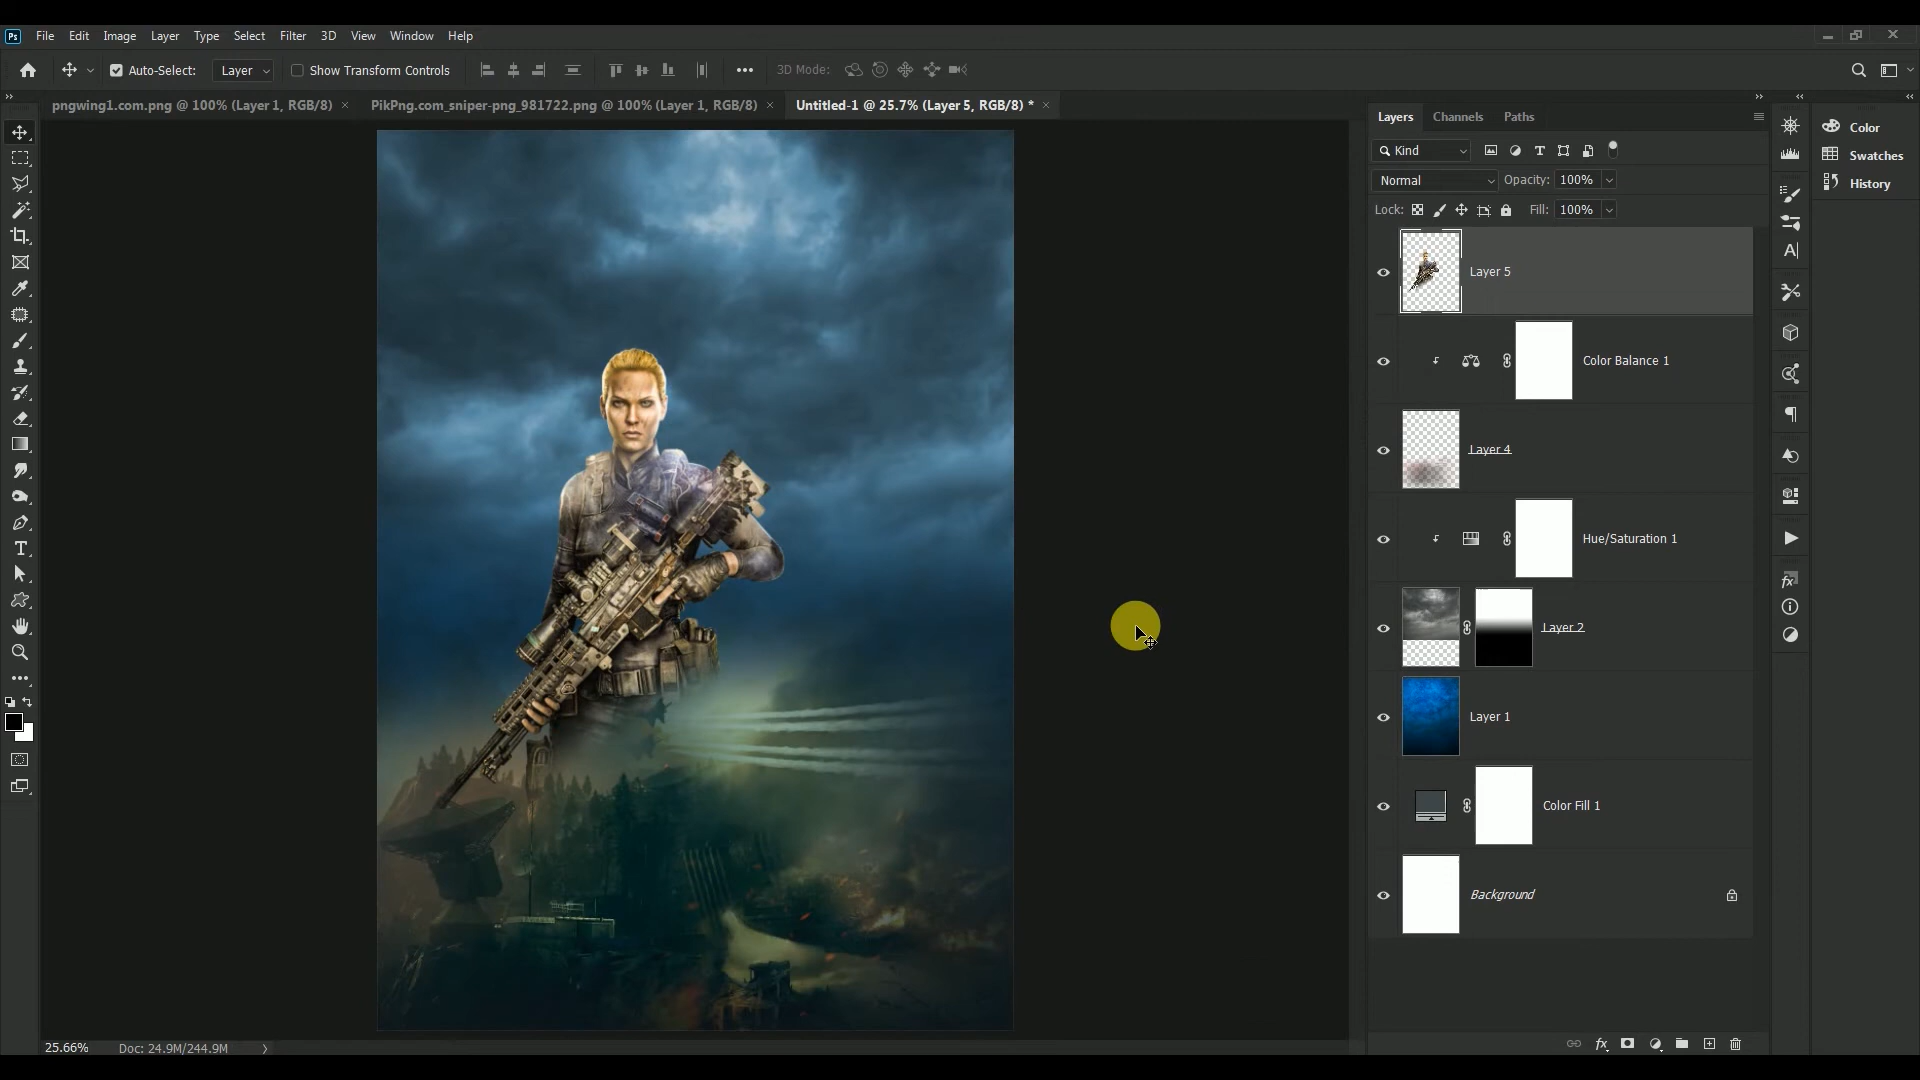 Ps File Edit Image Layer Type Select Filter 3D View Window Help
Auto-Select: Layer Show Transform Controls 3D Mode:
pngwing1.com.png @ 100% (Layer 1, RGB/8) PikPng.com_sniper-png_981722.png @ 100% (Layer 1, RGB/8) Untitled-1 @ 25.7% (Layer 5, RGB/8) *
Layers Channels Paths
Color
Swatches
History
Kind
Normal Opacity: 100%
Lock: Fill: 100%
Layer 5
Color Balance 1
Layer 4
Hue/Saturation 1
Layer 2
Layer 1
Color Fill 1
Background
25.66% Doc: 24.9M/244.9M